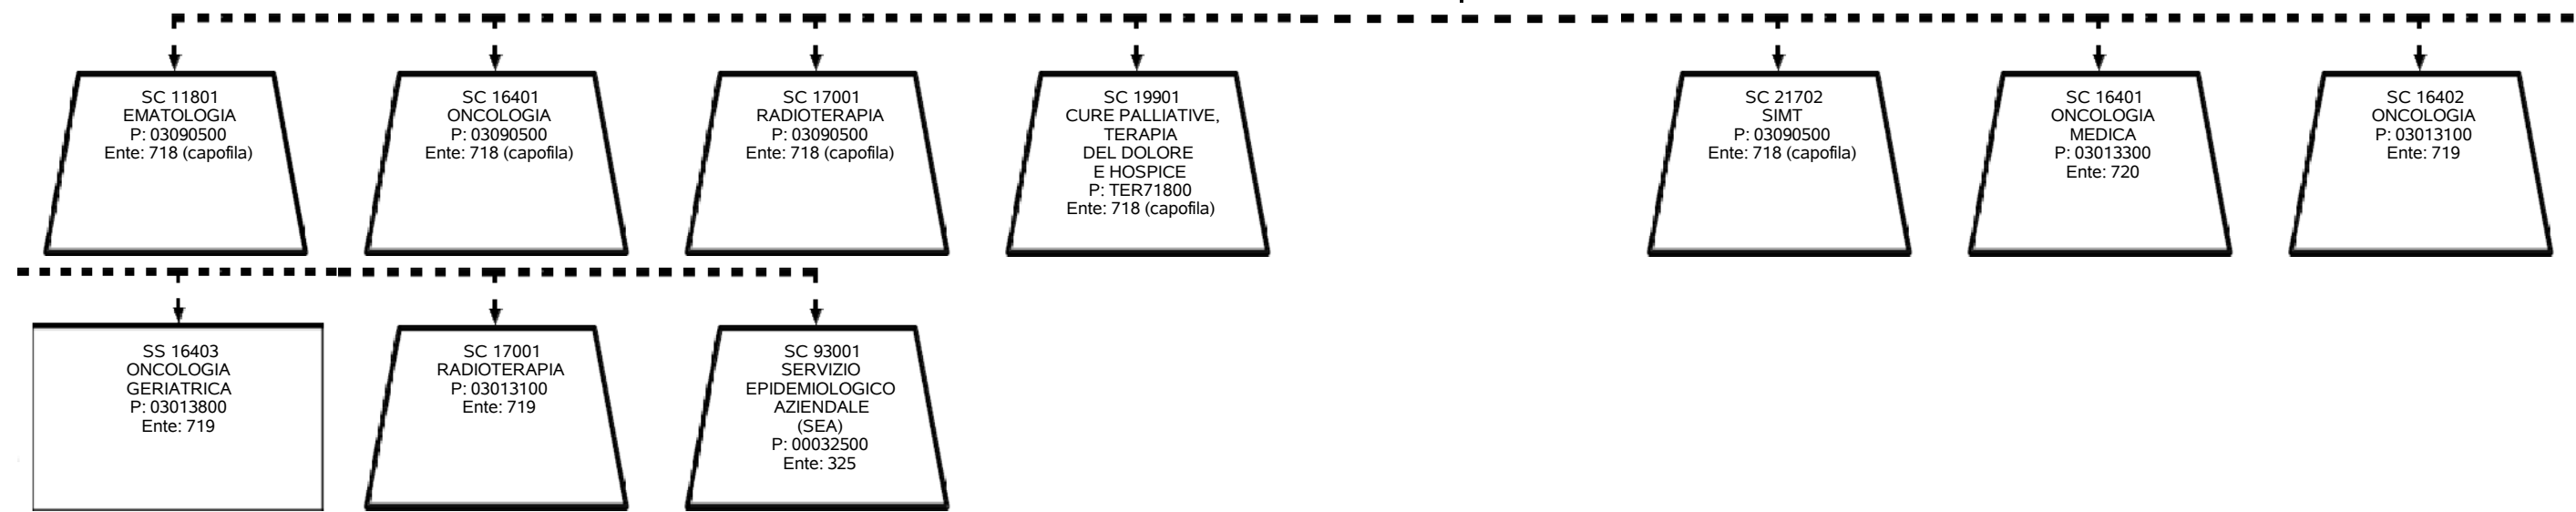 SC 11801
EMATOLOGIA
P: 03090500
Ente: 718 (capofila)
SC 16401
ONCOLOGIA
P: 03090500
Ente: 718 (capofila)
SC 17001
RADIOTERAPIA
P: 03090500
Ente: 718 (capofila)
SC 19901
CURE PALLIATIVE,
TERAPIA
DEL DOLORE
E HOSPICE
P: TER71800
Ente: 718 (capofila)
SC 21702
SIMT
P: 03090500
Ente: 718 (capofila)
SC 16401
ONCOLOGIA
MEDICA
P: 03013300
Ente: 720
SC 16402
ONCOLOGIA
P: 03013100
Ente: 719
SS 16403
ONCOLOGIA
GERIATRICA
P: 03013800
Ente: 719
SC 17001
RADIOTERAPIA
P: 03013100
Ente: 719
SC 93001
SERVIZIO
EPIDEMIOLOGICO
AZIENDALE
(SEA)
P: 00032500
Ente: 325